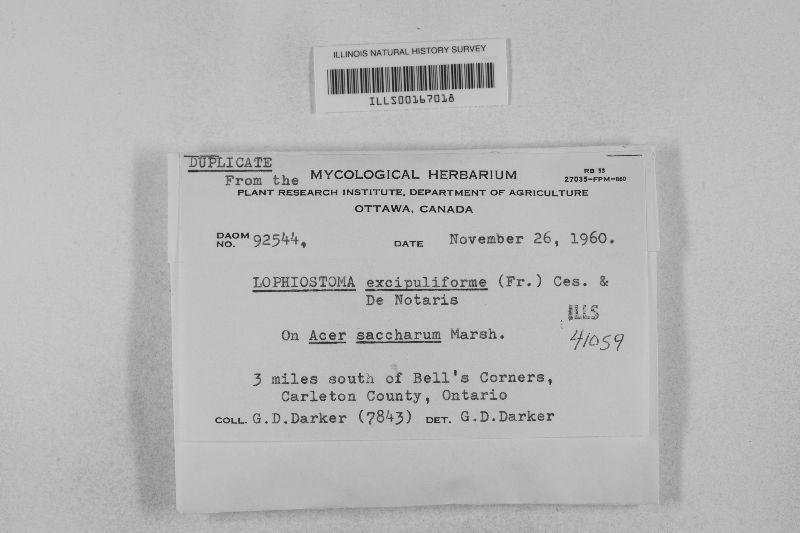 ILLINOIS NATURAL HISTORY SURVEY
ILLS00167018
DUPLICATE
From the MYCOLOGICAL HERBARIUM
RB 33
27035-FPM-860
PLANT RESEARCH INSTITUTE, DEPARTMENT OF AGRICULTURE
OTTAWA, CANADA
DAOM NO. 92544, DATE November 26, 1960.
LOPHIOSTOMA excipuliforme (Fr.) Ces. &
De Notaris
ILLS
41059
On Acer saccharum Marsh.
3 miles south of Bell's Corners,
Carleton County, Ontario
COLL. G.D.Darker (7843) DET. G.D.Darker